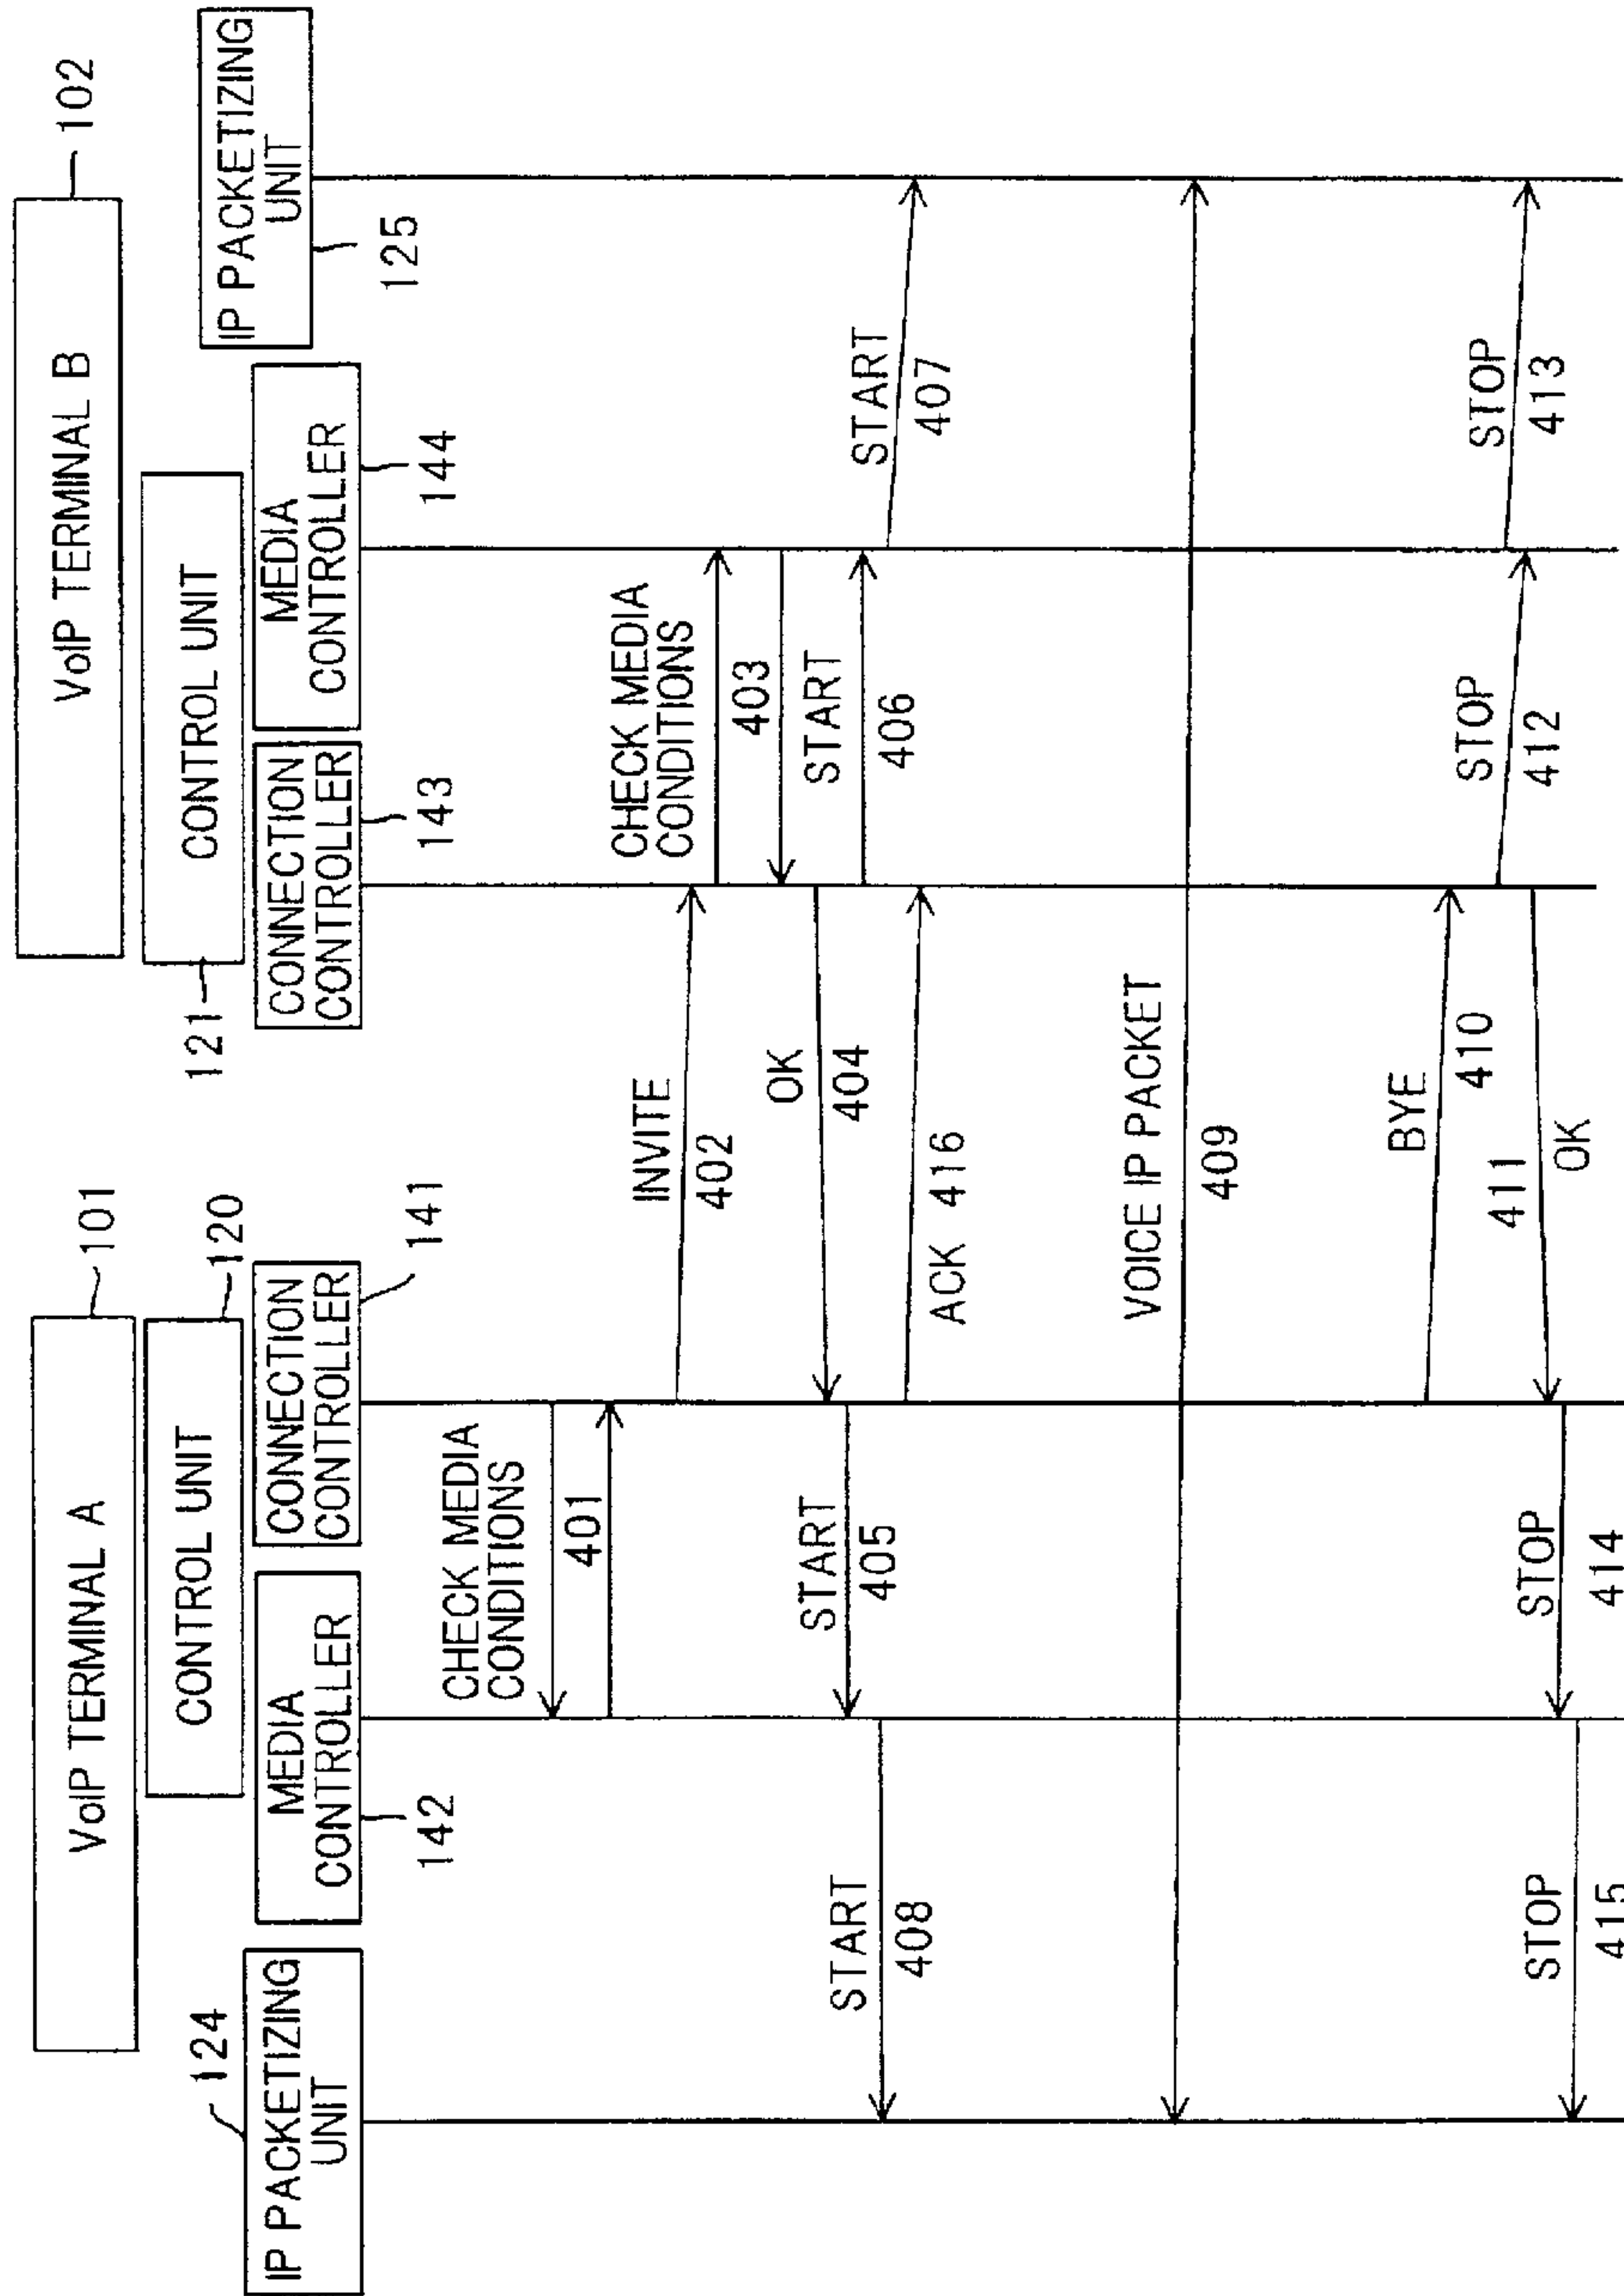 VoIP TERMINAL A
101
VoIP TERMINAL B
102
CONTROL UNIT
120
121
CONTROL UNIT
124
IP PACKETIZING
UNIT
MEDIA
CONTROLLER
142
CONNECTION
CONTROLLER
141
CONNECTION
CONTROLLER
143
MEDIA
CONTROLLER
144
IP PACKETIZING
UNIT
125
CHECK MEDIA
CONDITIONS
401
INVITE
402
CHECK MEDIA
CONDITIONS
403
OK
404
START
405
START
406
START
408
START
407
ACK 416
VOICE IP PACKET
409
BYE
410
STOP
412
STOP
413
411
OK
STOP
414
STOP
415